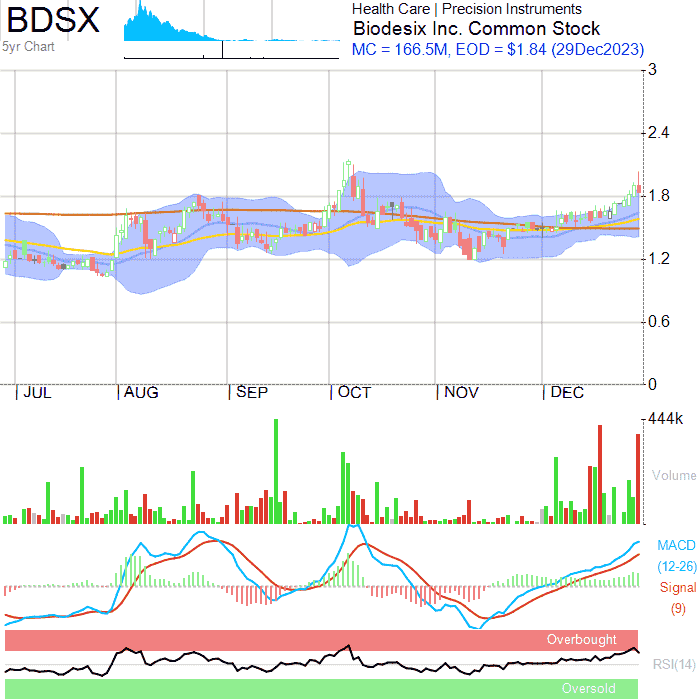 BDSX
5yr Chart
Health Care | Precision Instruments
Biodesix Inc. Common Stock
MC = 166.5M, EOD = $1.84 (29Dec2023)
3
2.4
1.8
1.2
0.6
0
| JUL | AUG | SEP | OCT | NOV | DEC
444k
Volume
MACD
(12-26)
Signal
(9)
Overbought
RSI(14)
Oversold